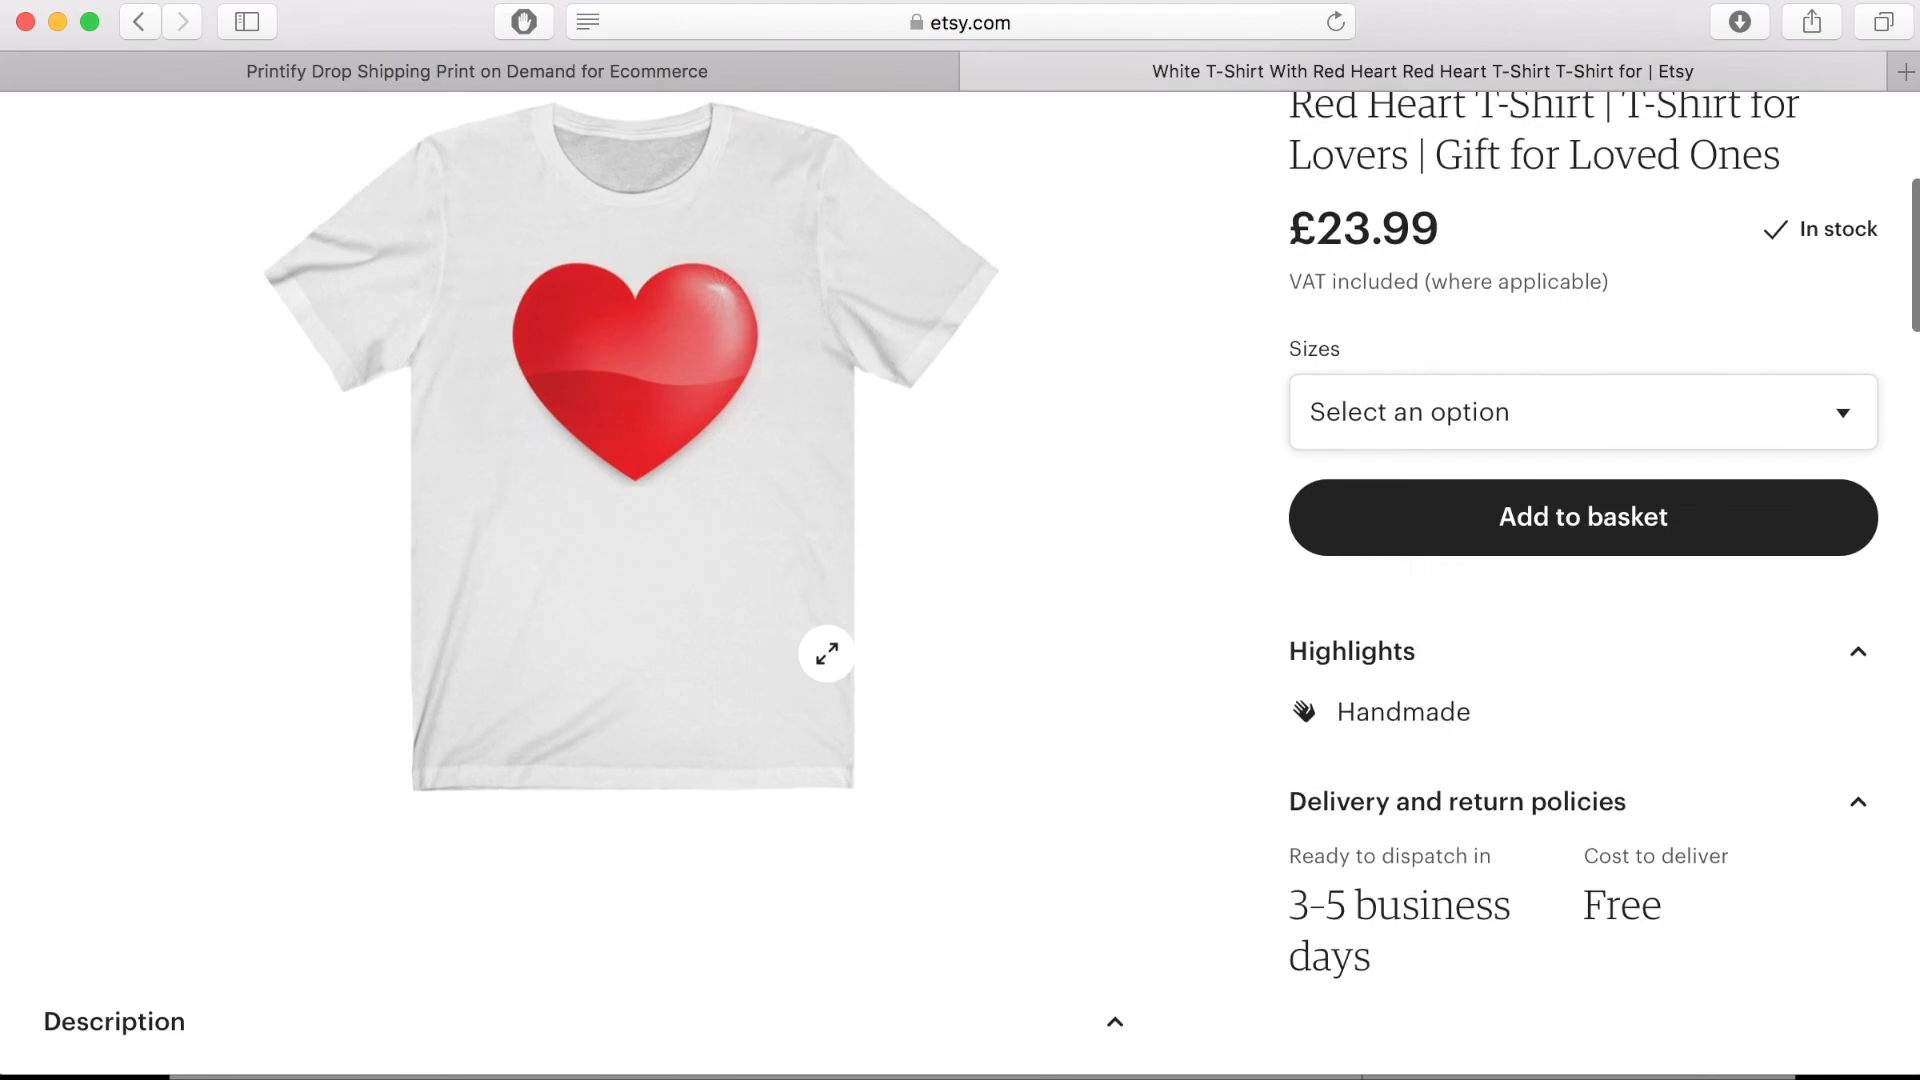 etsy.com
Printify Drop Shipping Print on Demand for Ecommerce
White T-Shirt With Red Heart Red Heart T-Shirt T-Shirt for | Etsy
Red Heart T-Shirt | T-Shirt for
Lovers | Gift for Loved Ones
£23.99
In stock
VAT included (where applicable)
Sizes
Select an option
Add to basket
Highlights
Handmade
Delivery and return policies
Ready to dispatch in
Cost to deliver
3-5 business
days
Free
Description